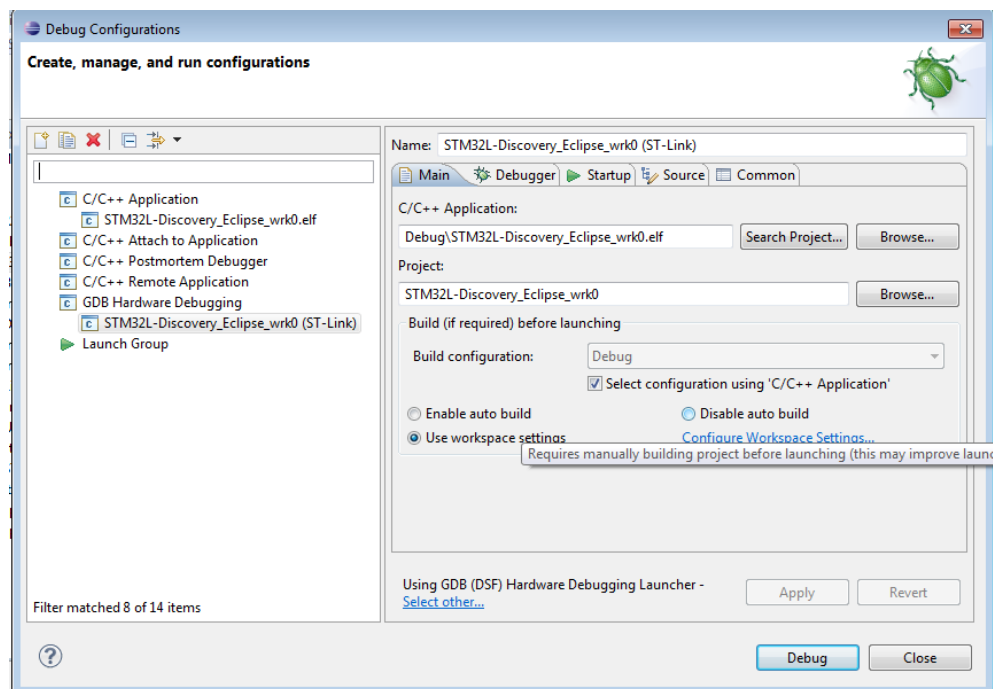 Debug Configurations
Create, manage, and run configurations
Name: STM32L-Discovery_Eclipse_wrk0 (ST-Link)
Main Debugger Startup Source Common
C/C++ Application
STM32L-Discovery_Eclipse_wrk0.elf
C/C++ Attach to Application
C/C++ Postmortem Debugger
C/C++ Remote Application
GDB Hardware Debugging
STM32L-Discovery_Eclipse_wrk0 (ST-Link)
Launch Group
Filter matched 8 of 14 items
C/C++ Application:
Debug\STM32L-Discovery_Eclipse_wrk0.elf Search Project... Browse...
Project:
STM32L-Discovery_Eclipse_wrk0 Browse...
Build (if required) before launching
Build configuration: Debug
Select configuration using 'C/C++ Application'
Enable auto build Disable auto build
Use workspace settings Configure Workspace Settings...
Requires manually building project before launching (this may improve
Using GDB (DSF) Hardware Debugging Launcher -
Select other...
Apply Revert
Debug Close